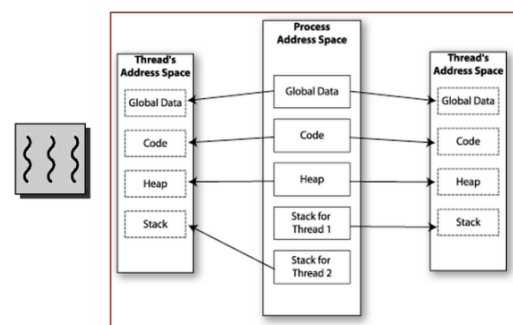 Thread's
Address Space
Global Data
Code
Heap
Stack
Process
Address Space
Global Data
Code
Heap
Stack for
Thread 1
Stack for
Thread 2
Thread's
Address Space
Global Data
Code
Heap
Stack